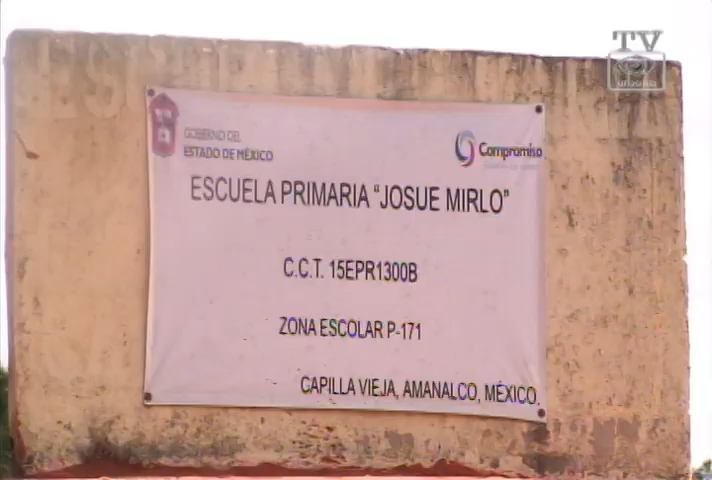 TV
GOBIERNO DEL
ESTADO DE MÉXICO
Compromiso
ESCUELA PRIMARIA "JOSUE MIRLO"
C.C.T. 15EPR1300B
ZONA ESCOLAR P-171
CAPILLA VIEJA, AMANALCO, MÉXICO.